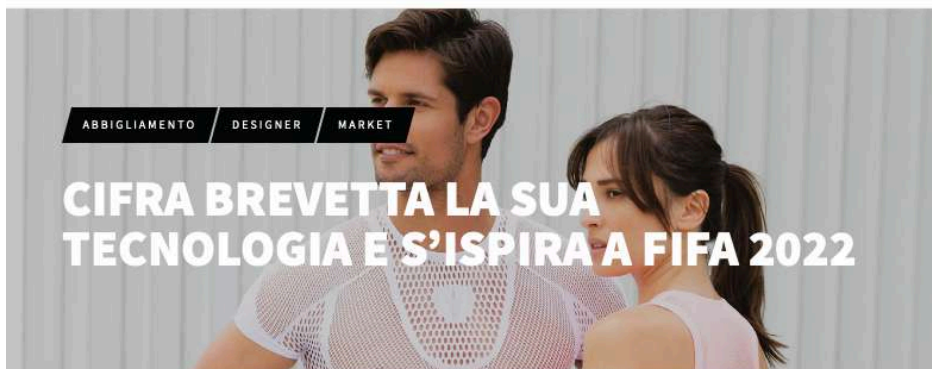 ABBIGLIAMENTO DESIGNER MARKET
CIFRA BREVETTA LA SUA
TECNOLOGIA E S’ISPIRA A FIFA 2022